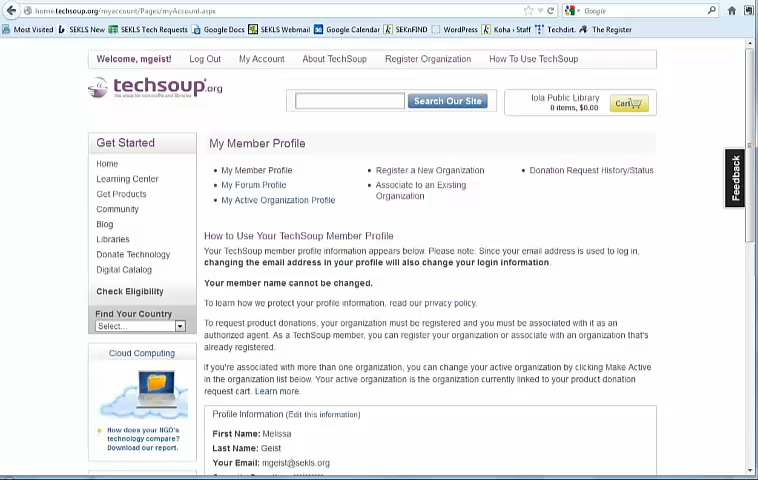 home.techsoup.org/myaccount/Pages/myAccount.aspx
Google
Most Visited SEKLS New SEKLS Tech Requests Google Docs SEKLS Webmail Google Calendar SEKnFIND WordPress Koha › Staff Techdirt. The Register
Welcome, mgeist! Log Out My Account About TechSoup Register Organization How To Use TechSoup
techsoup.org
the place for nonprofits and libraries
Search Our Site
Iola Public Library
0 items, $0.00
Cart
Get Started
Home
Learning Center
Get Products
Community
Blog
Libraries
Donate Technology
Digital Catalog
Check Eligibility
Find Your Country
Select...
Cloud Computing
How does your NGO's
technology compare?
Download our report.
My Member Profile
• My Member Profile
• My Forum Profile
• My Active Organization Profile
• Register a New Organization
• Associate to an Existing
Organization
• Donation Request History/Status
How to Use Your TechSoup Member Profile
Your TechSoup member profile information appears below. Please note: Since your email address is used to log in,
changing the email address in your profile will also change your login information.
Your member name cannot be changed.
To learn how we protect your profile information, read our privacy policy.
To request product donations, your organization must be registered and you must be associated with it as an
authorized agent. As a TechSoup member, you can register your organization or associate with an organization that's
already registered.
If you're associated with more than one organization, you can change your active organization by clicking Make Active
in the organization list below. Your active organization is the organization currently linked to your product donation
request cart. Learn more.
Profile Information (Edit this information)
First Name: Melissa
Last Name: Geist
Your Email: mgeist@sekls.org
Feedback